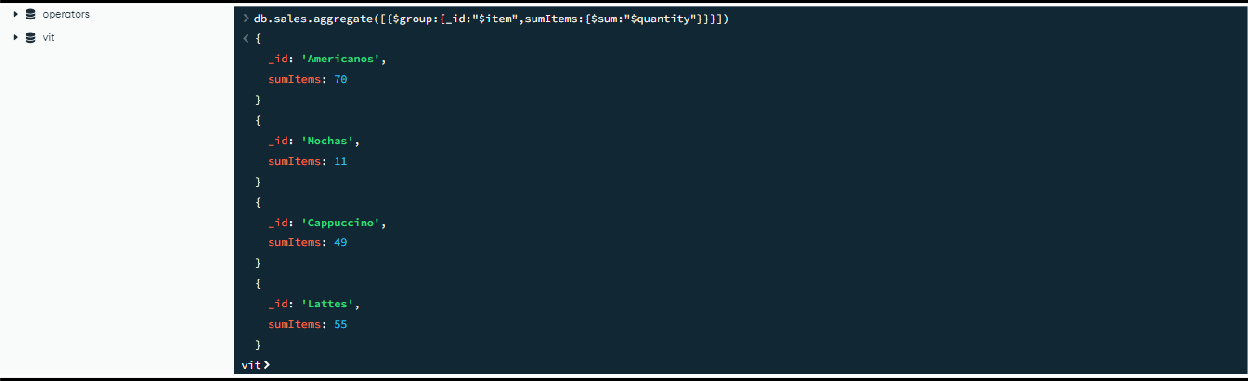 operators
vit
> db.sales.aggregate([{$group:{_id:"$item",sumItems:{$sum:"$quantity"}}}])
< {
_id: 'Americanos',
sumItems: 70
}
{
_id: 'Mochas',
sumItems: 11
}
{
_id: 'Cappuccino',
sumItems: 49
}
{
_id: 'Lattes',
sumItems: 55
}
vit>